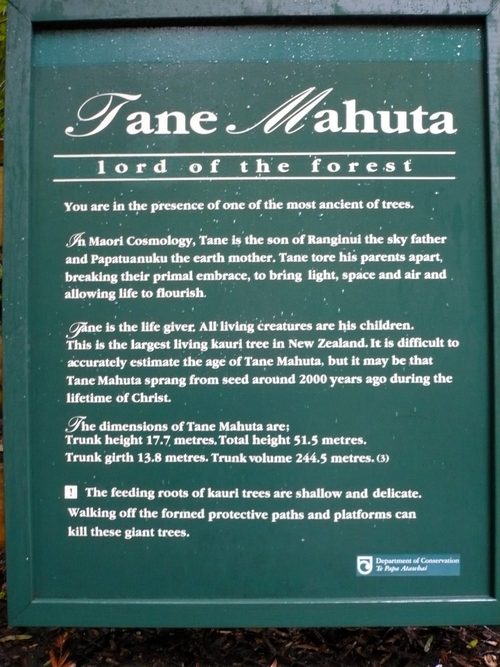 Tane Mahuta
lord of the forest
You are in the presence of one of the most ancient of trees.
In Maori Cosmology, Tane is the son of Ranginui the sky father
and Papatuanuku the earth mother. Tane tore his parents apart,
breaking their primal embrace, to bring light, space and air and
allowing life to flourish.
Tane is the life giver. All living creatures are his children.
This is the largest living kauri tree in New Zealand. It is difficult to
accurately estimate the age of Tane Mahuta, but it may be that
Tane Mahuta sprang from seed around 2000 years ago during the
lifetime of Christ.
The dimensions of Tane Mahuta are;
Trunk height 17.7 metres. Total height 51.5 metres.
Trunk girth 13.8 metres. Trunk volume 244.5 metres. (3)
! The feeding roots of kauri trees are shallow and delicate.
Walking off the formed protective paths and platforms can
kill these giant trees.
Department of Conservation
Te Papa Atawhai